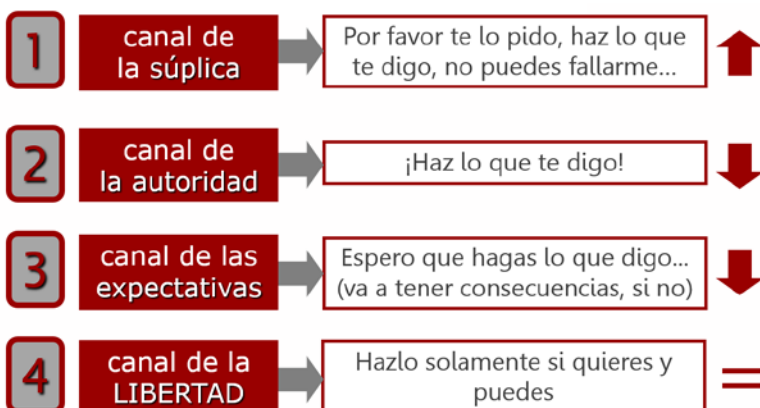 1
canal de
la súplica
Por favor te lo pido, haz lo que
te digo, no puedes fallarme...
2
canal de
la autoridad
¡Haz lo que te digo!
3
canal de las
expectativas
Espero que hagas lo que digo...
(va a tener consecuencias, si no)
4
canal de la
LIBERTAD
Hazlo solamente si quieres y
puedes
=